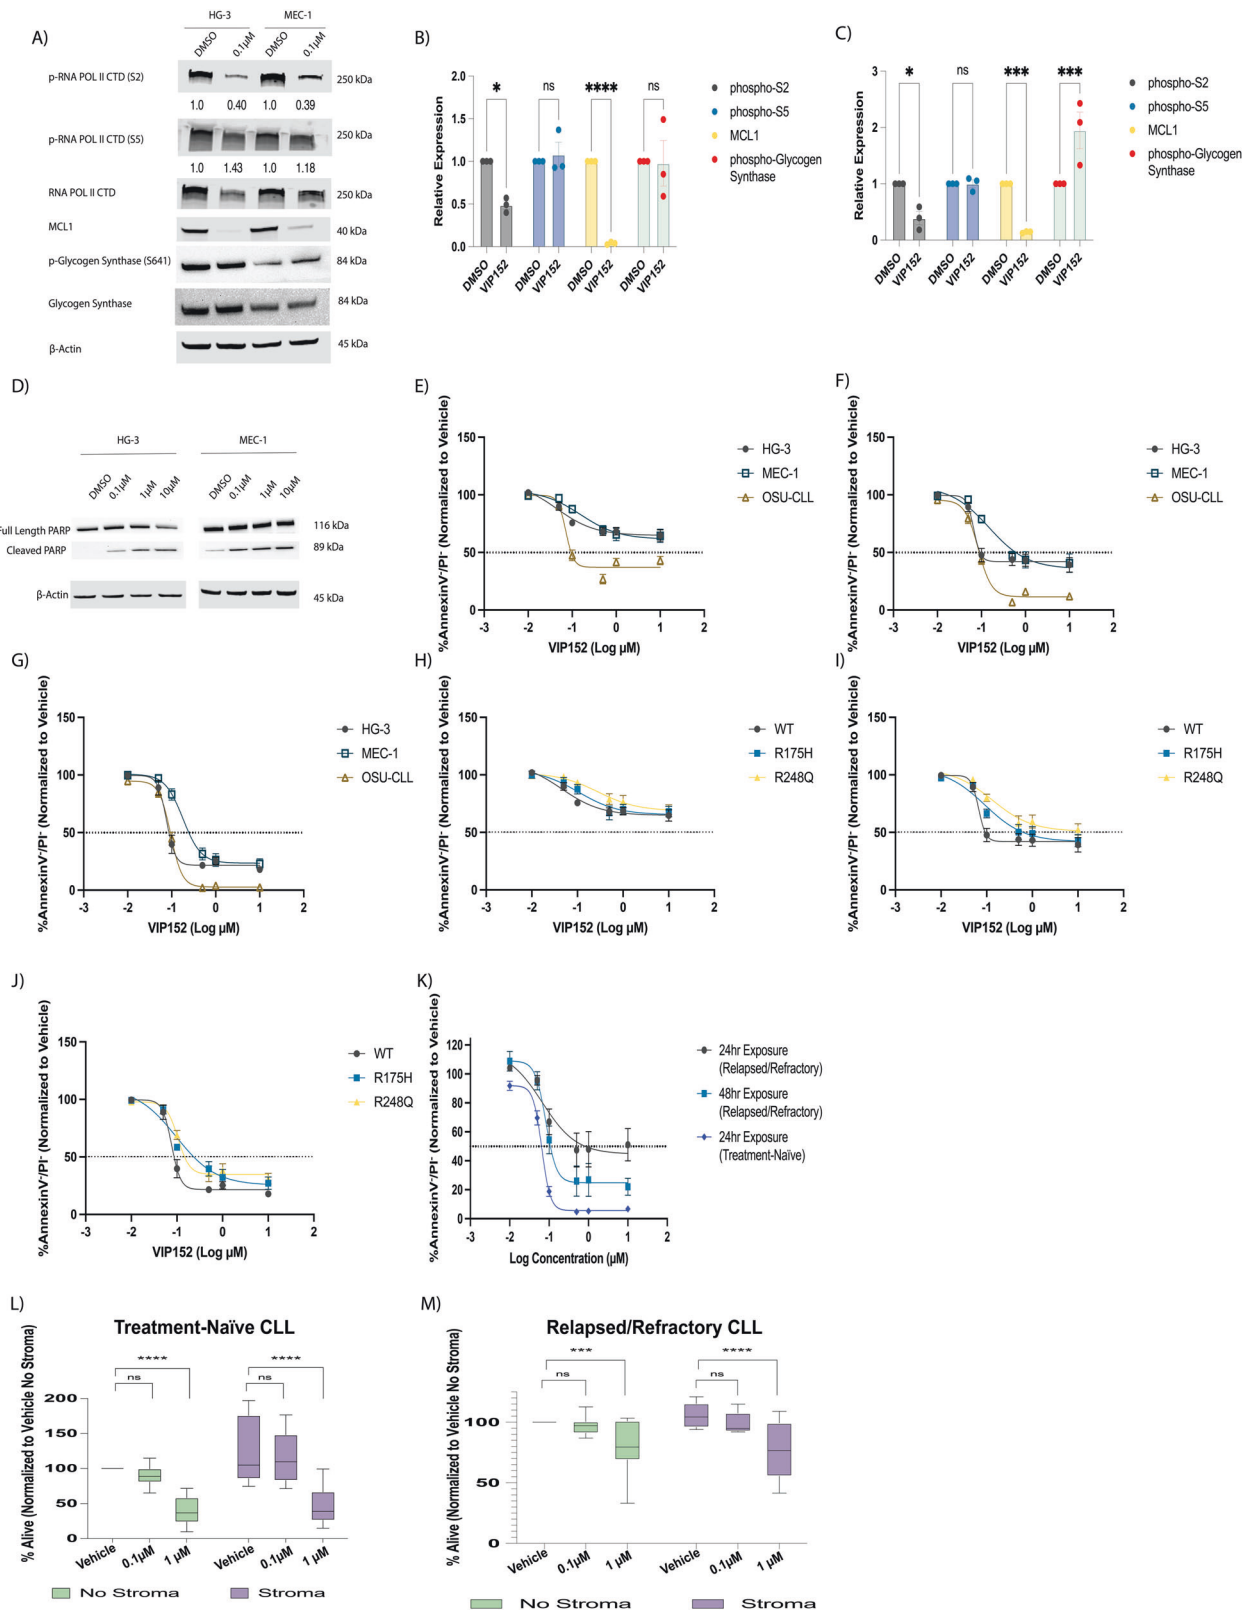 A)
HG-3 MEC-1
DMSO 0.1µM DMSO 0.1µM
p-RNA POL II CTD (S2) 250 kDa
1.0 0.40 1.0 0.39
p-RNA POL II CTD (S5) 250 kDa
1.0 1.43 1.0 1.18
RNA POL II CTD 250 kDa
MCL1 40 kDa
p-Glycogen Synthase (S641) 84 kDa
Glycogen Synthase 84 kDa
β-Actin 45 kDa
B)
Relative Expression
2.0
1.5
1.0
0.5
0.0
* ns **** ns
DMSO VIP152 DMSO VIP152 DMSO VIP152 DMSO VIP152
phospho-S2
phospho-S5
MCL1
phospho-Glycogen
Synthase
C)
Relative Expression
3
2
1
0
* ns *** ***
DMSO VIP152 DMSO VIP152 DMSO VIP152 DMSO VIP152
phospho-S2
phospho-S5
MCL1
phospho-Glycogen
Synthase
D)
HG-3 MEC-1
DMSO 0.1µM 1µM 10µM DMSO 0.1µM 1µM 10µM
Full Length PARP 116 kDa
Cleaved PARP 89 kDa
β-Actin 45 kDa
E)
%AnnexinV⁻/PI⁻ (Normalized to Vehicle)
150
100
50
0
-3 -2 -1 0 1 2
VIP152 (Log µM)
HG-3
MEC-1
OSU-CLL
F)
%AnnexinV⁻/PI⁻ (Normalized to Vehicle)
150
100
50
0
-3 -2 -1 0 1 2
VIP152 (Log µM)
HG-3
MEC-1
OSU-CLL
G)
%AnnexinV⁻/PI⁻ (Normalized to Vehicle)
150
100
50
0
-3 -2 -1 0 1 2
VIP152 (Log µM)
HG-3
MEC-1
OSU-CLL
H)
%AnnexinV⁻/PI⁻ (Normalized to Vehicle)
150
100
50
0
-3 -2 -1 0 1 2
VIP152 (Log µM)
WT
R175H
R248Q
I)
%AnnexinV⁻/PI⁻ (Normalized to Vehicle)
150
100
50
0
-3 -2 -1 0 1 2
VIP152 (Log µM)
WT
R175H
R248Q
J)
%AnnexinV⁻/PI⁻ (Normalized to Vehicle)
150
100
50
0
-3 -2 -1 0 1 2
VIP152 (Log µM)
WT
R175H
R248Q
K)
%AnnexinV⁻/PI⁻ (Normalized to Vehicle)
120
100
80
60
40
20
0
-3 -2 -1 0 1 2
Log Concentration (µM)
24hr Exposure
(Relapsed/Refractory)
48hr Exposure
(Relapsed/Refractory)
24hr Exposure
(Treatment-Naïve)
L)
Treatment-Naïve CLL
% Alive (Normalized to Vehicle No Stroma)
**** ****
ns ns
200
150
100
50
0
Vehicle 0.1µM 1 µM Vehicle 0.1µM 1 µM
No Stroma Stroma
M)
Relapsed/Refractory CLL
% Alive (Normalized to Vehicle No Stroma)
*** ****
ns ns
100
50
0
Vehicle 0.1µM 1 µM Vehicle 0.1µM 1 µM
No Stroma Stroma